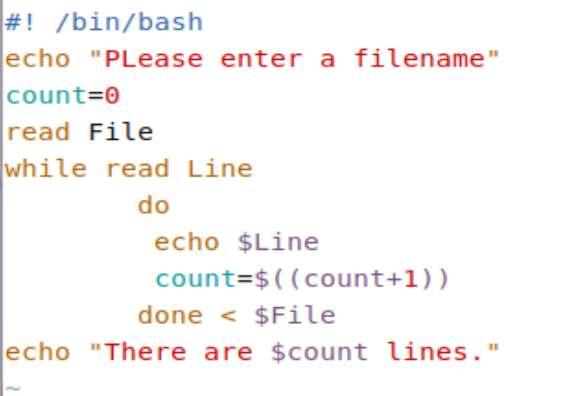 #! /bin/bash
echo "PLease enter a filename"
count=0
read File
while read Line
        do
         echo $Line
         count=$((count+1))
        done < $File
echo "There are $count lines."
~